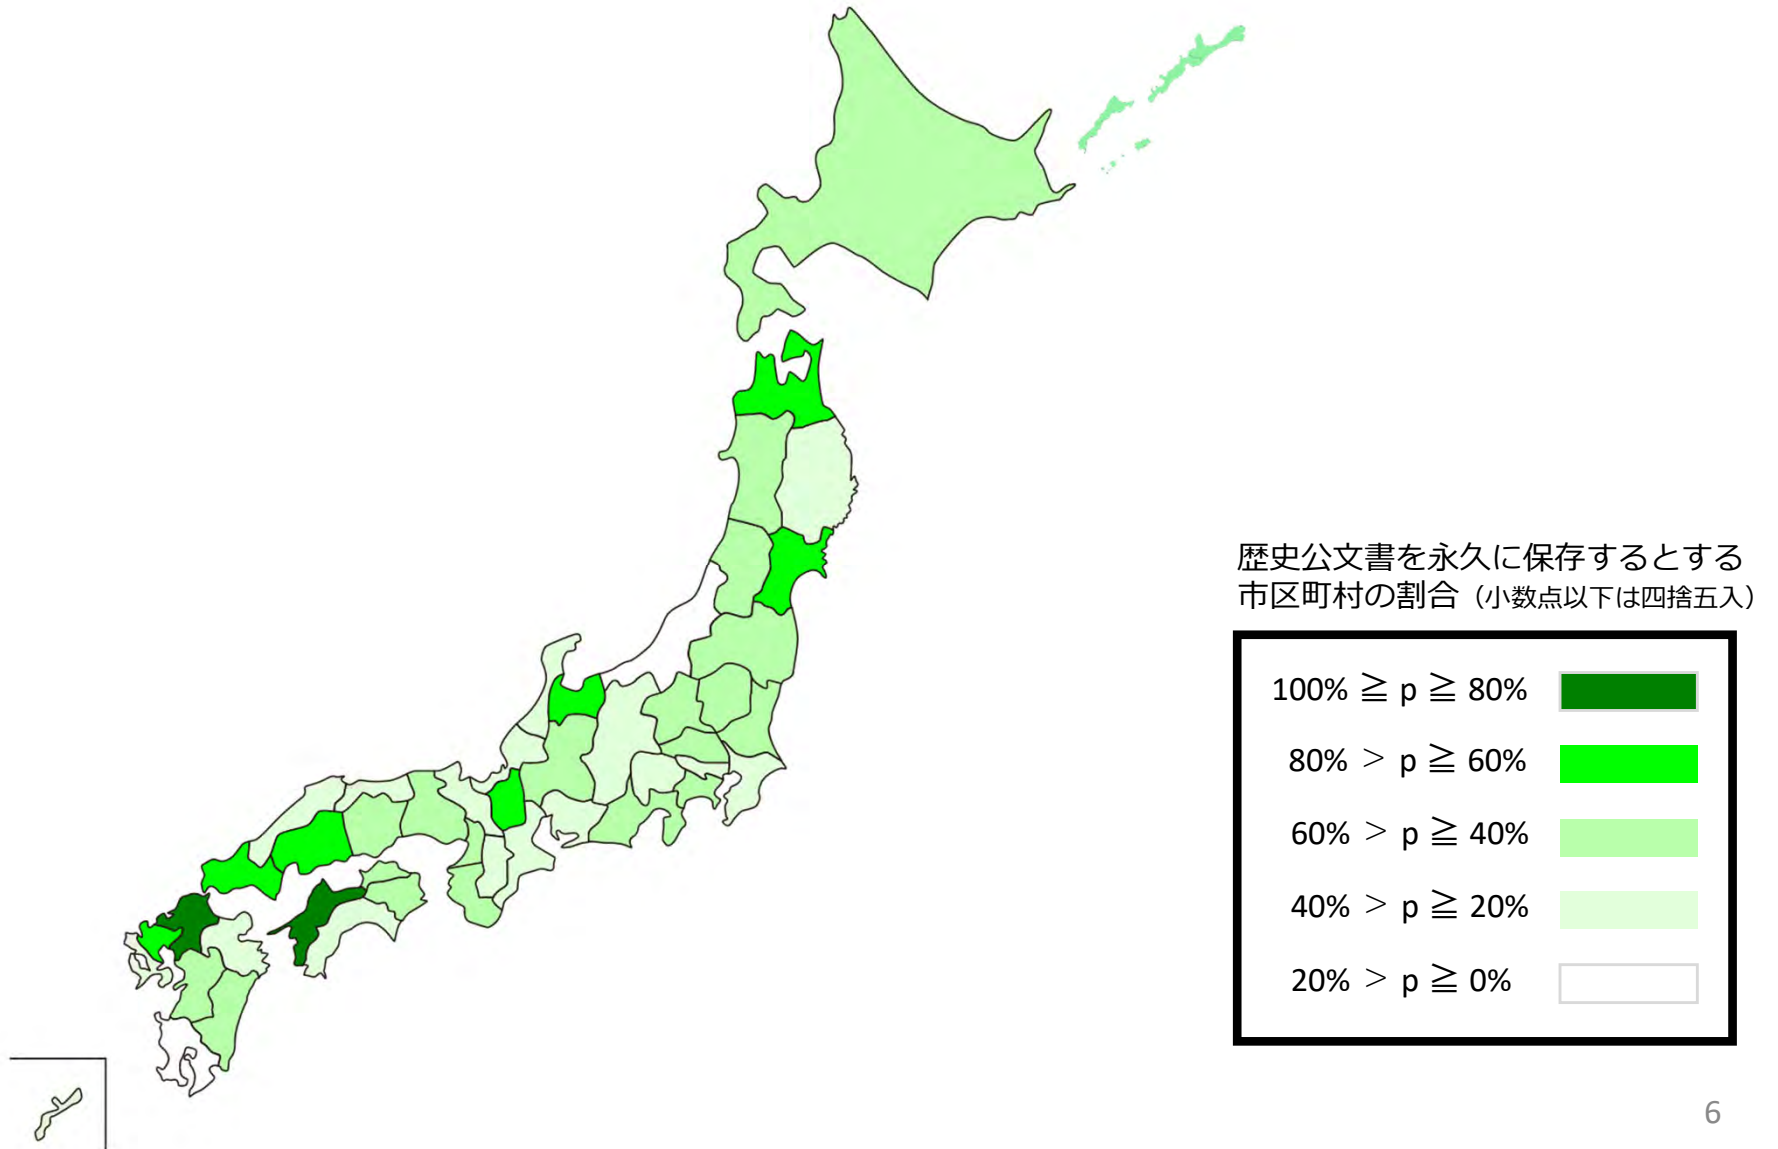 歴史公文書を永久に保存するとする
市区町村の割合（小数点以下は四捨五入）
100% ≧ p ≧ 80%
80% > p ≧ 60%
60% > p ≧ 40%
40% > p ≧ 20%
20% > p ≧ 0%
6